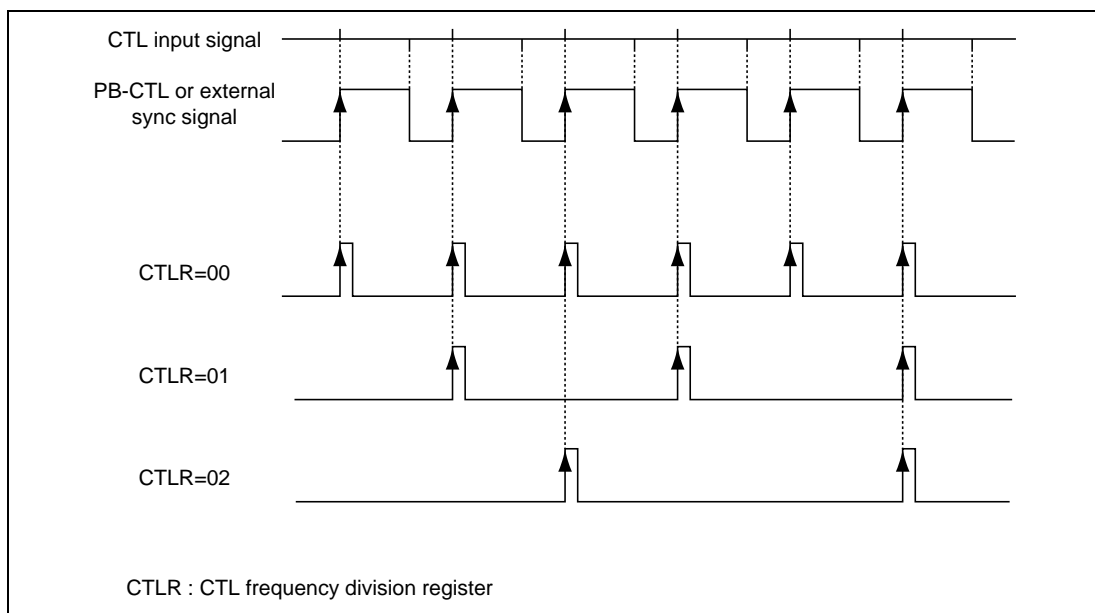 CTL input signal
PB-CTL or external
sync signal
CTLR=00
CTLR=01
CTLR=02
CTLR : CTL frequency division register